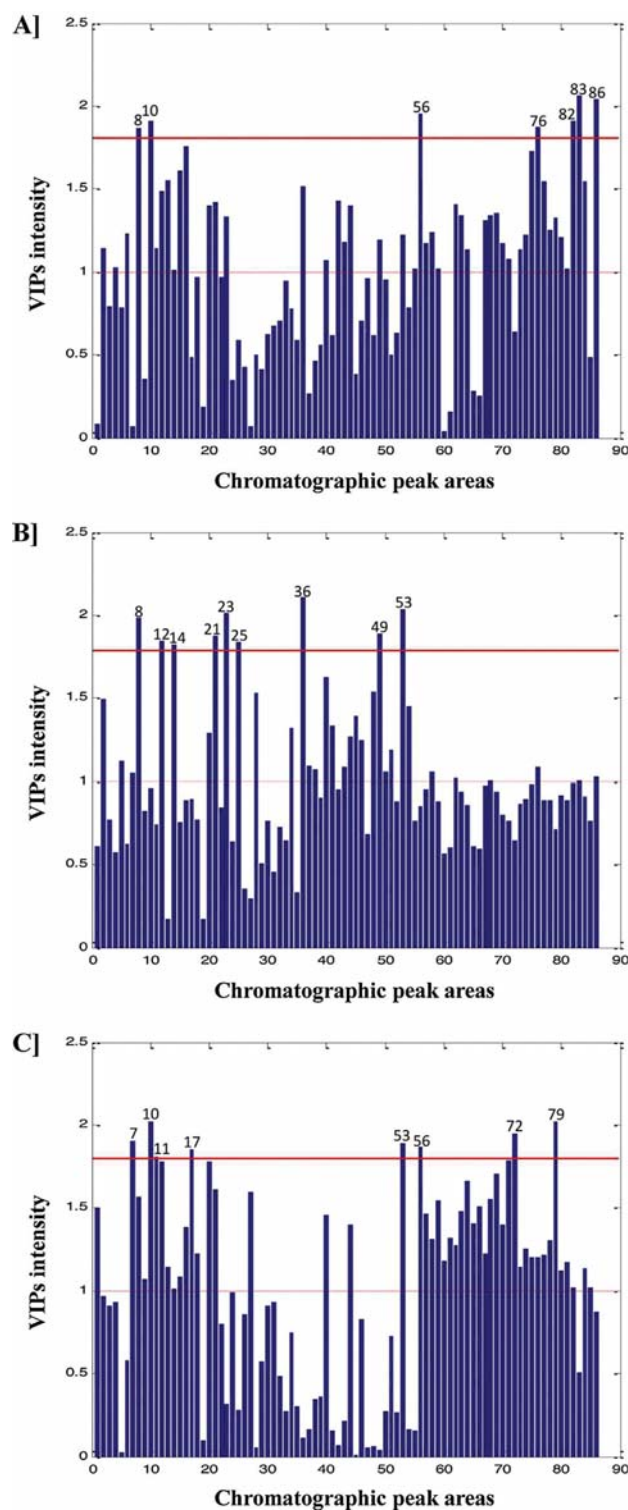 A]
2.5
2
1.5
1
0.5
0
VIPs intensity
8 10 56 76 82 83 86
0 10 20 30 40 50 60 70 80 90
Chromatographic peak areas
B]
2.5
2
1.5
1
0.5
0
VIPs intensity
8 12 14 21 23 25 36 49 53
0 10 20 30 40 50 60 70 80 90
Chromatographic peak areas
C]
2.5
2
1.5
1
0.5
0
VIPs intensity
7 10 11 17 53 56 72 79
0 10 20 30 40 50 60 70 80 90
Chromatographic peak areas